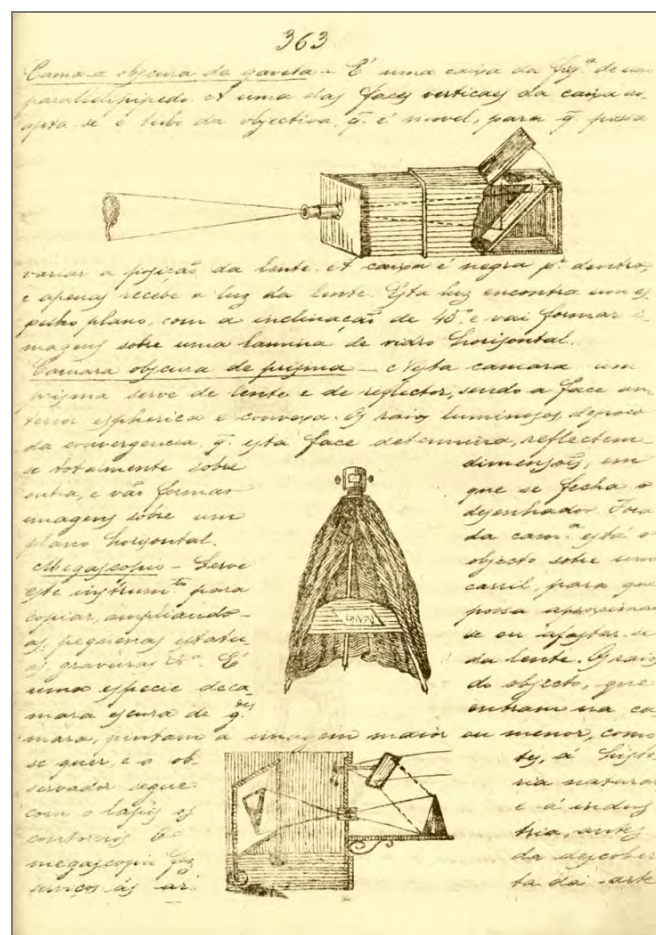 363
Camara obscura de gaveta – E' uma caixa da fig.ª de um
paralelipipedo. A uma das faces verticaes da caixa ad-
apta-se o tubo da objectiva, q. é movel, para q. possa
variar a posição da lente. A caixa é negra p.r dentro,
e apenas recebe a luz da lente. Esta luz encontra um es-
pelho plano, com a inclinação de 45°, e vai formar i-
magens sobre uma lamina de vidro horisontal.
Camara obscura de prisma – Nesta camara um
prisma serve de lente e de reflector, sendo a face an-
terior espherica e convexa. Os raios luminosos, depois
da convergencia q. esta face determina, reflectem-
se totalmente sobre
outra, e vão formar
imagens sobre um
plano horisontal.
Megascopio – Serve
este instrum.to para
copiar, ampliando-
as, pequenas estatu-
as, gravuras &.ª E'
uma especie de ca-
mara escura de g.des
dimensões, em
que se fecha o
desenhador. Fora
da cam.ª está o
objecto sobre um
carril, para que
possa aproximar
se ou afastar-se
da lente. Os raios
do objecto, que
entram na ca-
mara, pintam a imagem maior ou menor, como
se quer, e o ob-
servador segue
com o lapis os
contornos. O
megascopio fez
serviços ás ar-
tes, á histo-
ria natural
e á indus
tria, antes
da descober
ta da arte